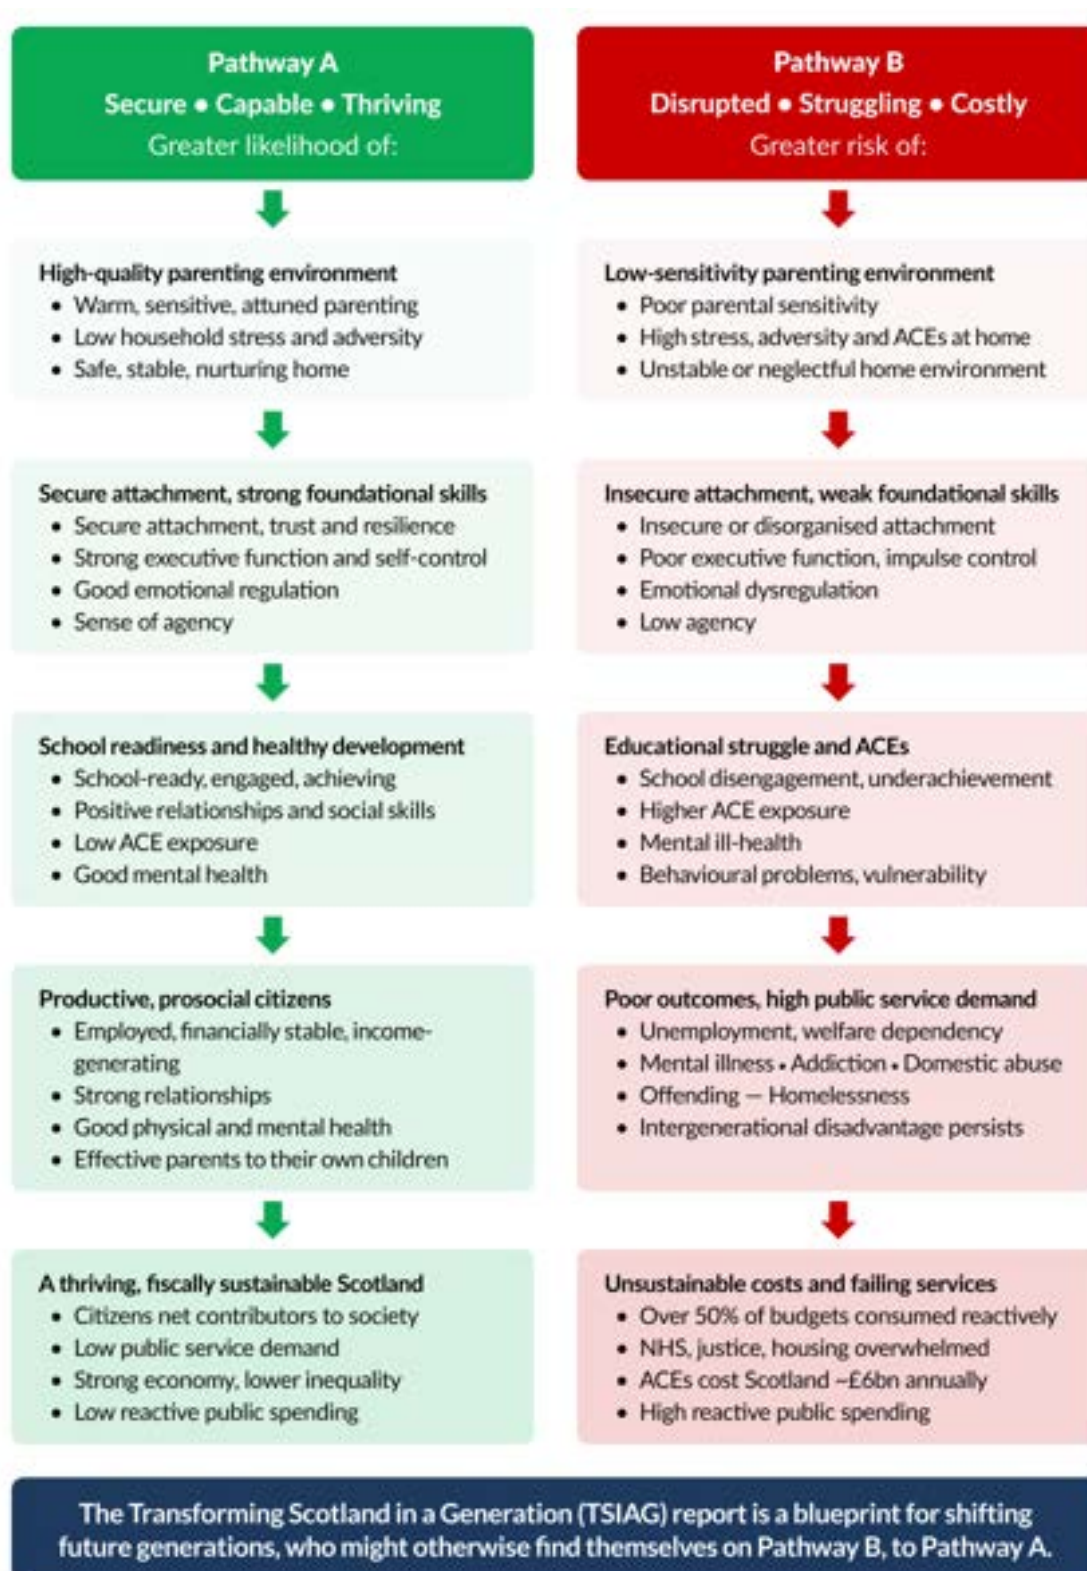 Pathway A
Secure ● Capable ● Thriving
Greater likelihood of:
High-quality parenting environment
• Warm, sensitive, attuned parenting
• Low household stress and adversity
• Safe, stable, nurturing home
Secure attachment, strong foundational skills
• Secure attachment, trust and resilience
• Strong executive function and self-control
• Good emotional regulation
• Sense of agency
School readiness and healthy development
• School-ready, engaged, achieving
• Positive relationships and social skills
• Low ACE exposure
• Good mental health
Productive, prosocial citizens
• Employed, financially stable, income-
generating
• Strong relationships
• Good physical and mental health
• Effective parents to their own children
A thriving, fiscally sustainable Scotland
• Citizens net contributors to society
• Low public service demand
• Strong economy, lower inequality
• Low reactive public spending
Pathway B
Disrupted ● Struggling ● Costly
Greater risk of:
Low-sensitivity parenting environment
• Poor parental sensitivity
• High stress, adversity and ACEs at home
• Unstable or neglectful home environment
Insecure attachment, weak foundational skills
• Insecure or disorganised attachment
• Poor executive function, impulse control
• Emotional dysregulation
• Low agency
Educational struggle and ACEs
• School disengagement, underachievement
• Higher ACE exposure
• Mental ill-health
• Behavioural problems, vulnerability
Poor outcomes, high public service demand
• Unemployment, welfare dependency
• Mental illness • Addiction • Domestic abuse
• Offending — Homelessness
• Intergenerational disadvantage persists
Unsustainable costs and failing services
• Over 50% of budgets consumed reactively
• NHS, justice, housing overwhelmed
• ACEs cost Scotland ~£6bn annually
• High reactive public spending
The Transforming Scotland in a Generation (TSIAG) report is a blueprint for shifting
future generations, who might otherwise find themselves on Pathway B, to Pathway A.